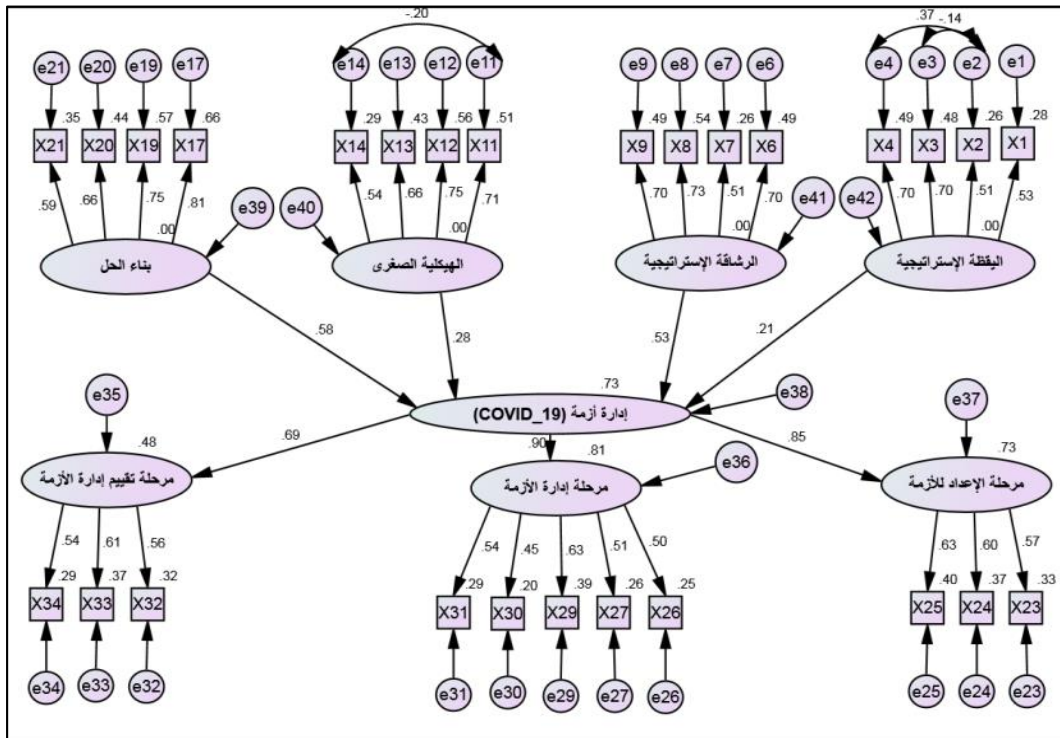 -.20
.37
-.14
e21 e20 e19 e17
e14 e13 e12 e11
e9 e8 e7 e6
e4 e3 e2 e1
.35 .44 .57 .66
.29 .43 .56 .51
.49 .54 .26 .49
.49 .48 .26 .28
X21 X20 X19 X17
X14 X13 X12 X11
X9 X8 X7 X6
X4 X3 X2 X1
.59 .66 .75 .81
.54 .66 .75 .71
.70 .73 .51 .70
.70 .70 .51 .53
e39
e40
e41
e42
.00
.00
.00
.00
بناء الحل
الهيكلية الصغرى
الرشاقة الإستراتيجية
اليقظة الإستراتيجية
.58
.28
.53
.21
.73
e38
إدارة أزمة (COVID_19)
e35
e36
e37
.69
.90
.85
.48
.81
.73
مرحلة تقييم إدارة الأزمة
مرحلة إدارة الأزمة
مرحلة الإعداد للأزمة
.54 .61 .56
.54 .45 .63 .51 .50
.63 .60 .57
.29 .37 .32
.29 .20 .39 .26 .25
.40 .37 .33
X34 X33 X32
X31 X30 X29 X27 X26
X25 X24 X23
e34 e33 e32
e31 e30 e29 e27 e26
e25 e24 e23